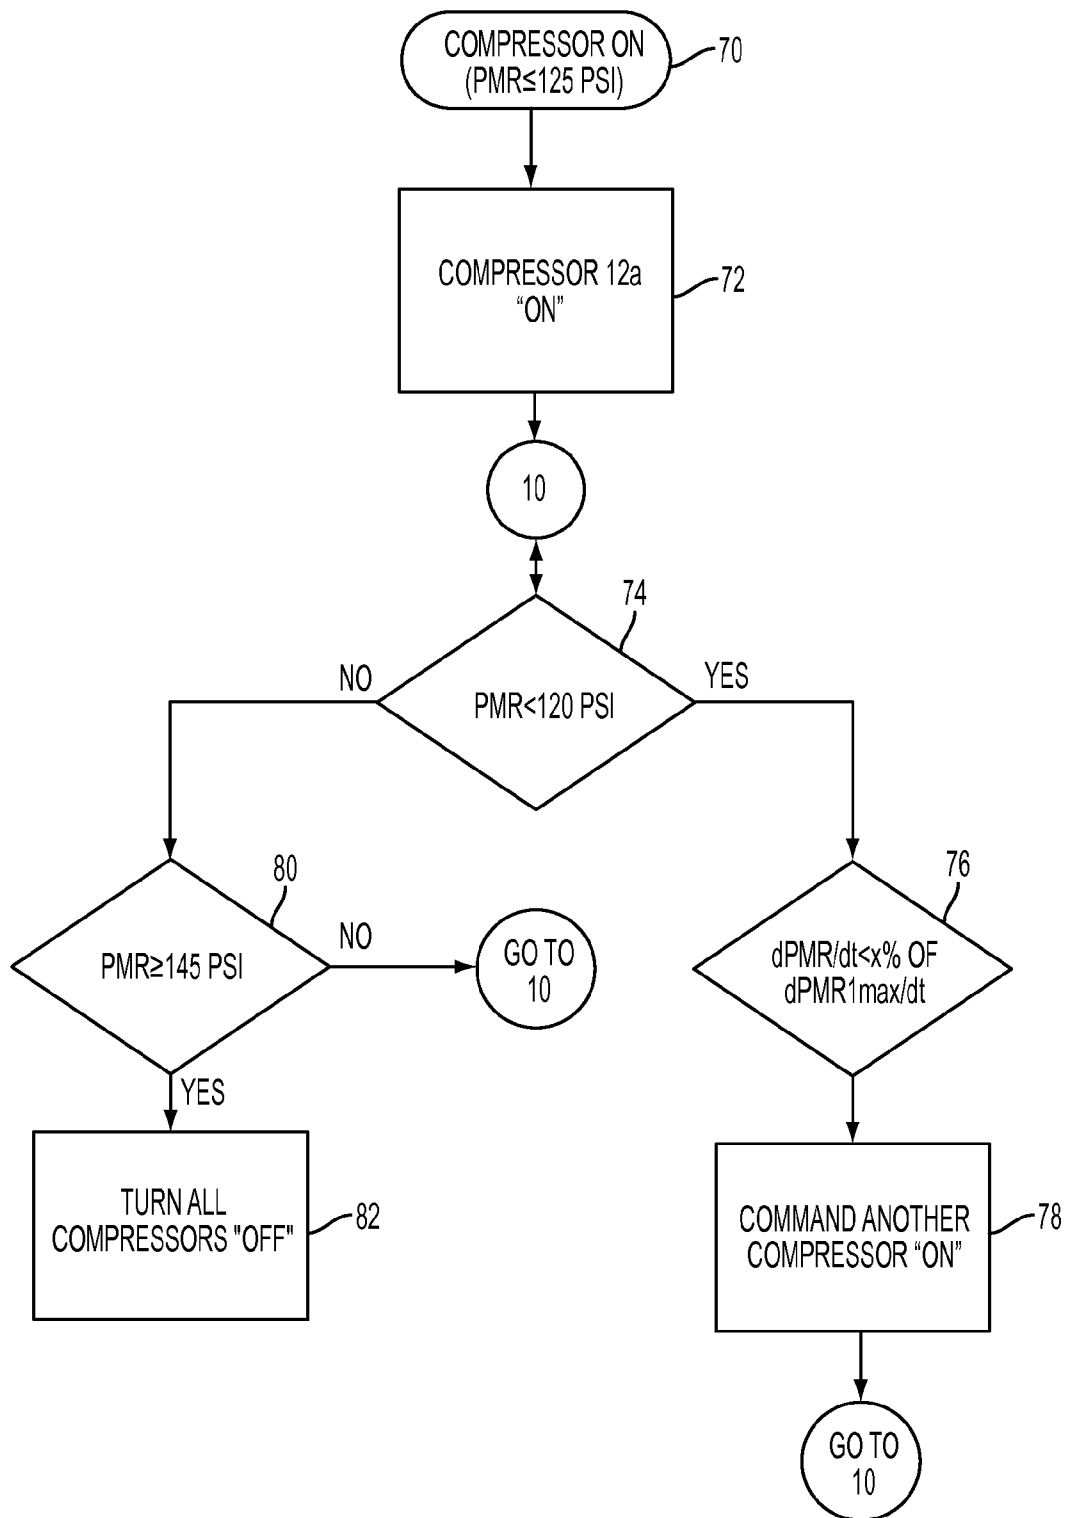 COMPRESSOR ON
(PMR≤125 PSI)
70
COMPRESSOR 12a
“ON”
72
10
74
NO
YES
PMR<120 PSI
80
76
PMR≥145 PSI
NO
GO TO
10
dPMR/dt<x% OF
dPMR1max/dt
YES
TURN ALL
COMPRESSORS "OFF"
82
COMMAND ANOTHER
COMPRESSOR “ON”
78
GO TO
10